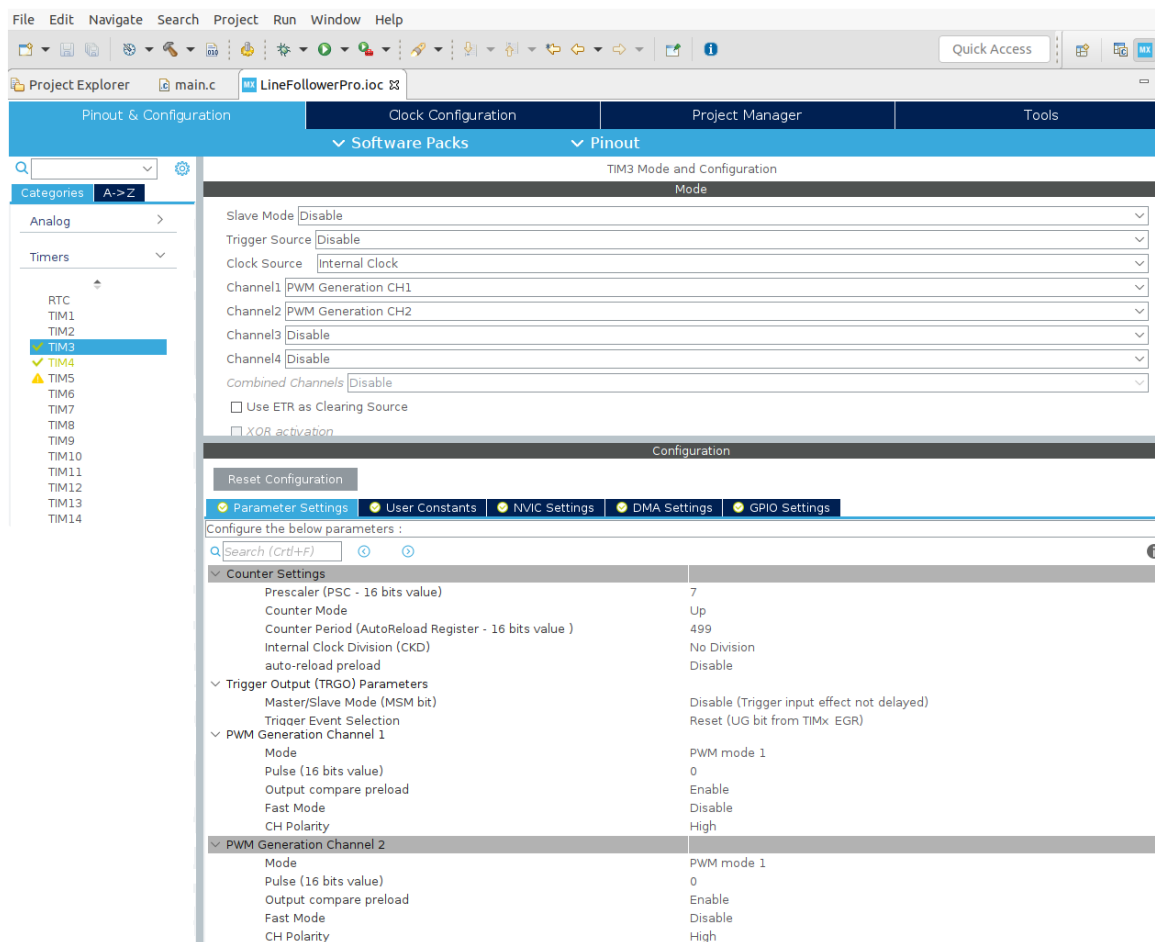 File Edit Navigate Search Project Run Window Help
Quick Access
Project Explorer main.c LineFollowerPro.ioc
Pinout & Configuration Clock Configuration Project Manager Tools
Software Packs Pinout
TIM3 Mode and Configuration
Categories A->Z
Analog
Timers
RTC
TIM1
TIM2
TIM3
TIM4
TIM5
TIM6
TIM7
TIM8
TIM9
TIM10
TIM11
TIM12
TIM13
TIM14
Mode
Slave Mode Disable
Trigger Source Disable
Clock Source Internal Clock
Channel1 PWM Generation CH1
Channel2 PWM Generation CH2
Channel3 Disable
Channel4 Disable
Combined Channels Disable
Use ETR as Clearing Source
XOR activation
Configuration
Reset Configuration
Parameter Settings User Constants NVIC Settings DMA Settings GPIO Settings
Configure the below parameters :
Search (Crtl+F)
Counter Settings
Prescaler (PSC - 16 bits value) 7
Counter Mode Up
Counter Period (AutoReload Register - 16 bits value ) 499
Internal Clock Division (CKD) No Division
auto-reload preload Disable
Trigger Output (TRGO) Parameters
Master/Slave Mode (MSM bit) Disable (Trigger input effect not delayed)
Trigger Event Selection Reset (UG bit from TIMx_EGR)
PWM Generation Channel 1
Mode PWM mode 1
Pulse (16 bits value) 0
Output compare preload Enable
Fast Mode Disable
CH Polarity High
PWM Generation Channel 2
Mode PWM mode 1
Pulse (16 bits value) 0
Output compare preload Enable
Fast Mode Disable
CH Polarity High